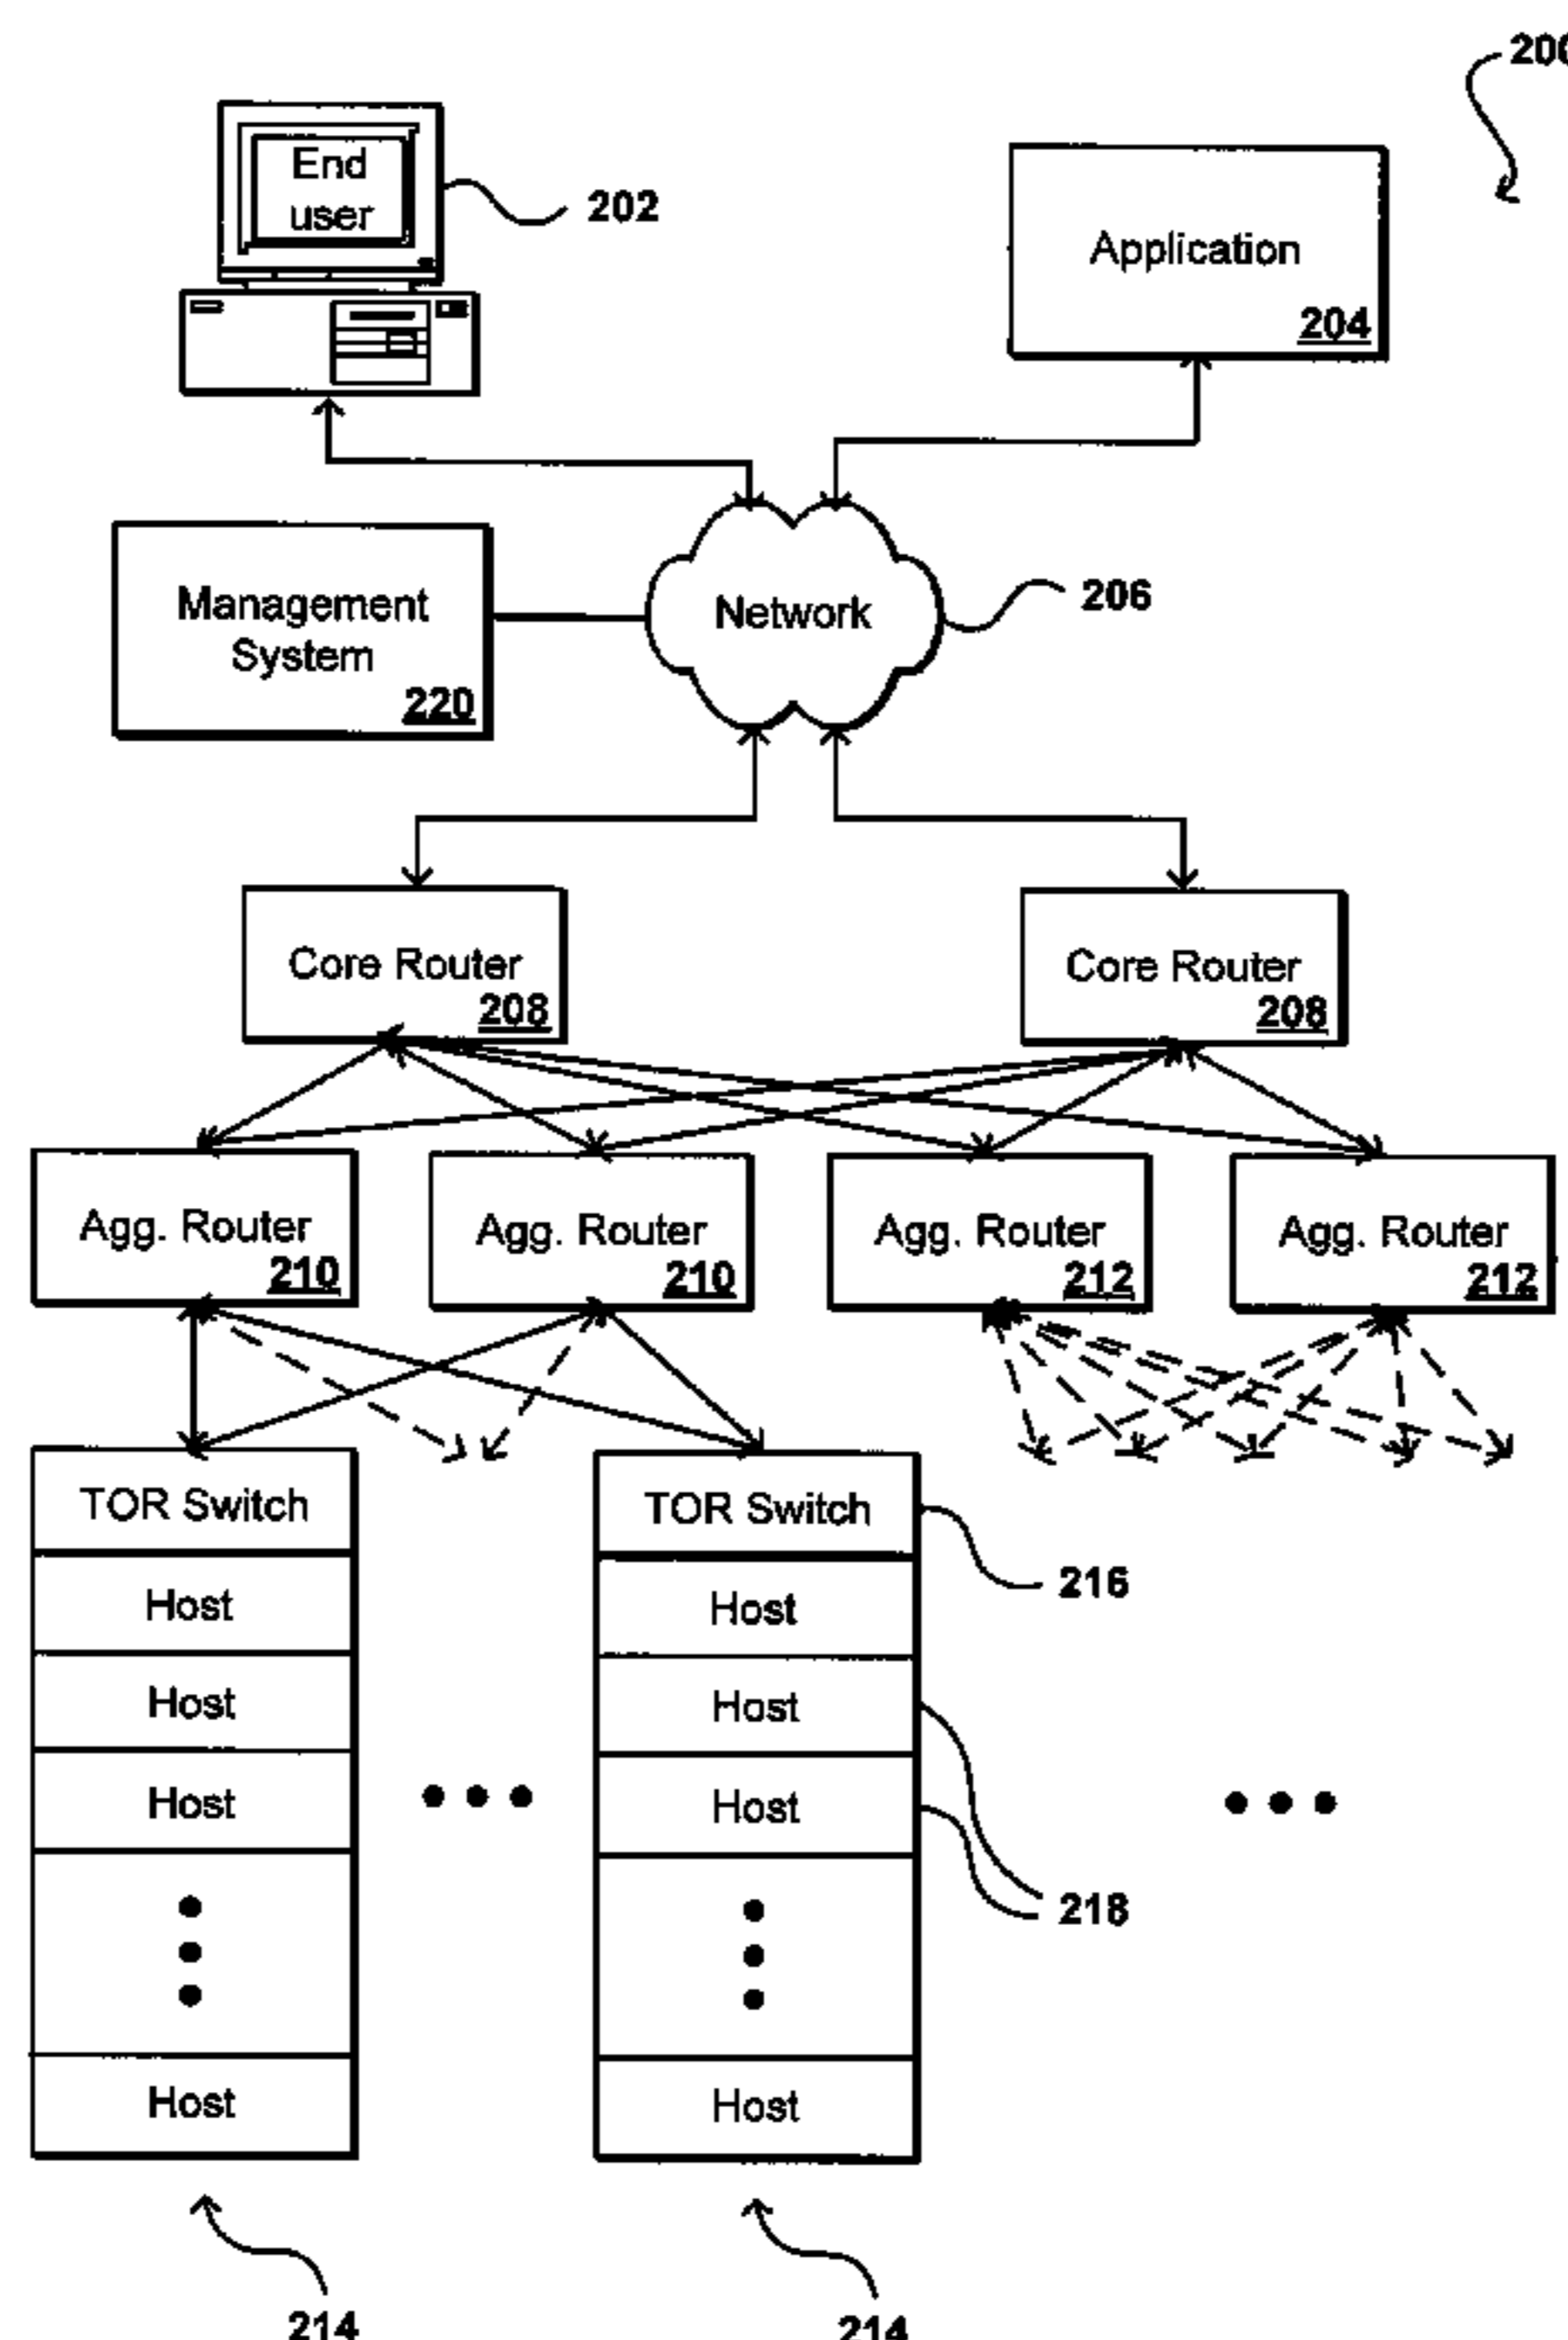 200
End
user
202
Application
204
Management
System
220
Network
206
Core Router
208
Core Router
208
Agg. Router
210
Agg. Router
210
Agg. Router
212
Agg. Router
212
TOR Switch
TOR Switch
216
Host
Host
Host
Host
Host
Host
218
Host
Host
214
214